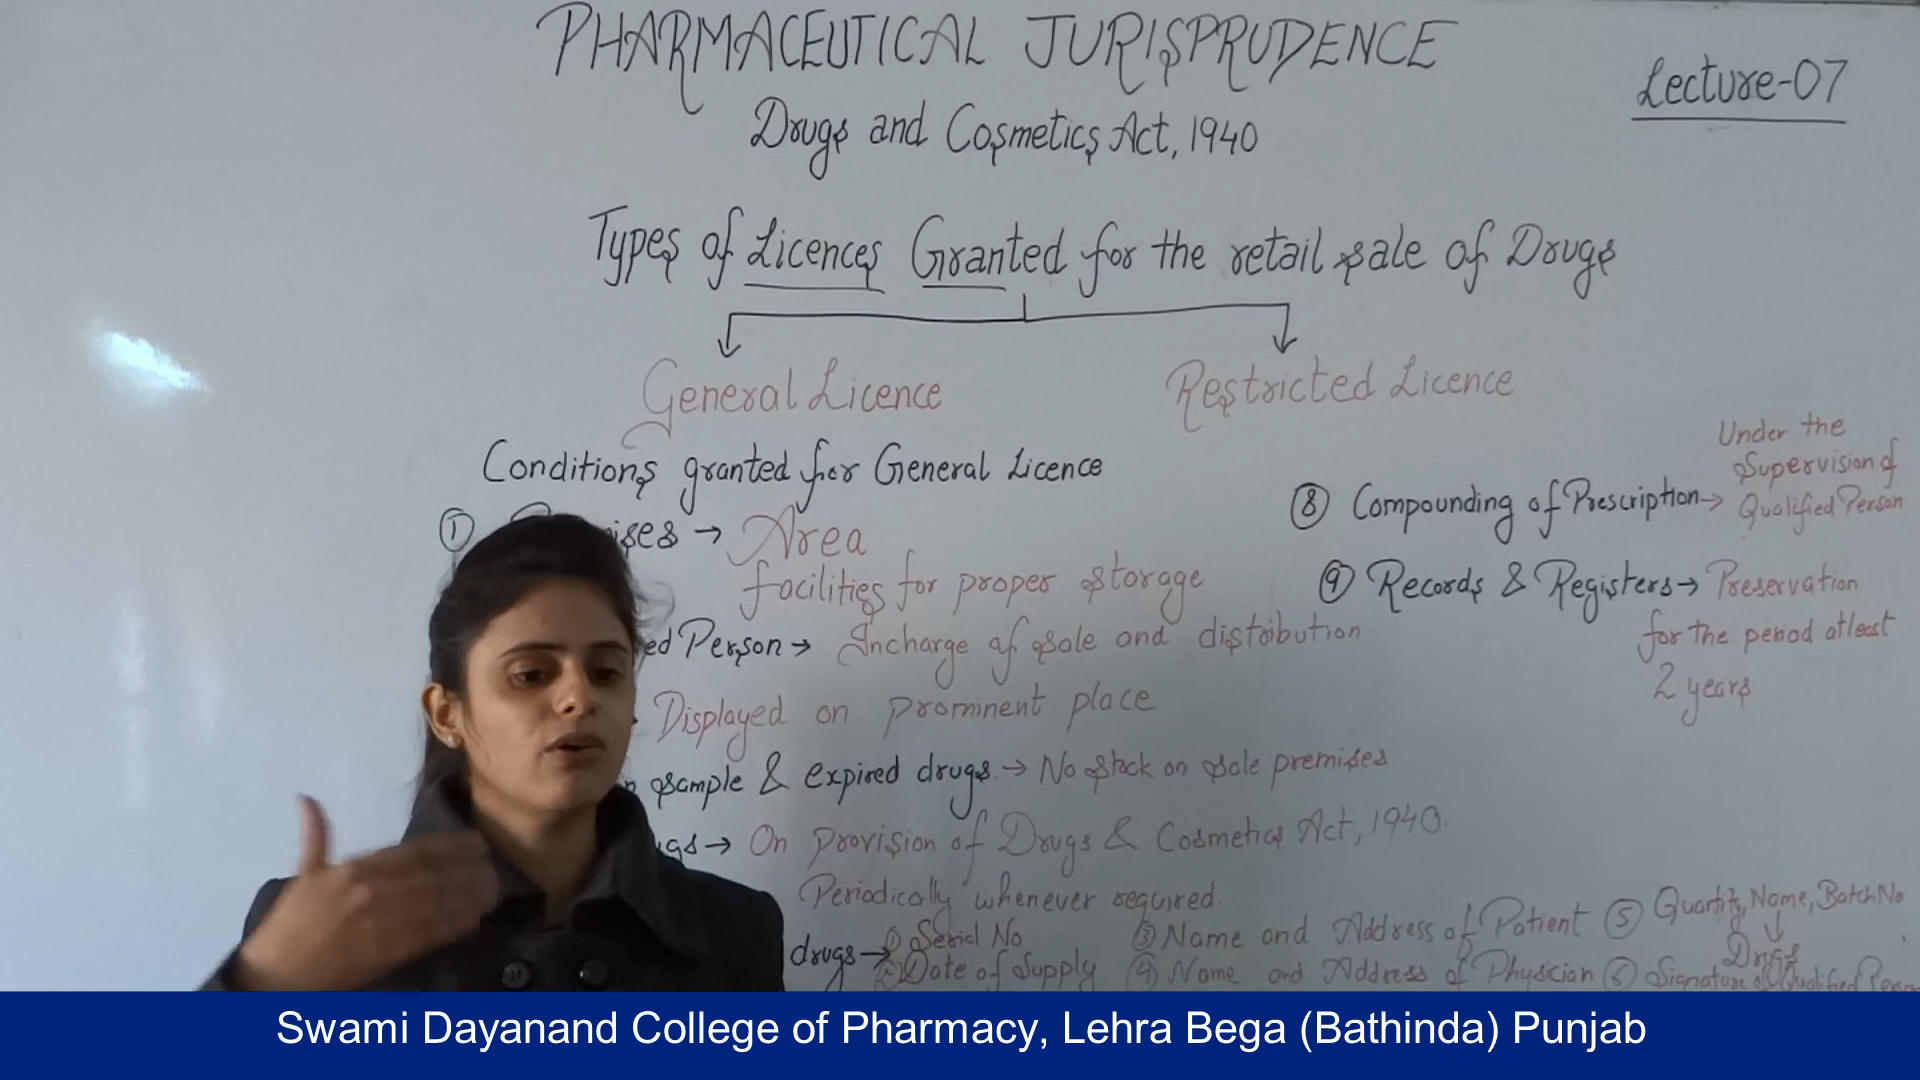 PHARMACEUTICAL JURISPRUDENCE
Lecture-07
Drugs and Cosmetics Act, 1940
Types of Licences Granted for the retail sale of Drugs
General Licence
Restricted Licence
Conditions granted for General Licence
① ises → Area
facilities for proper storage
ed Person → Incharge of sale and distribution
Displayed on prominent place
sample & expired drugs. → No stock on sale premises
ugs → On provision of Drugs & Cosmetics Act, 1940.
Periodically whenever required.
drugs → ① Serial No
② Date of Supply
③ Name and Address of Patient
④ Name and Address of Physician
⑤ Quantity, Name, Batch No
↓
Drugs
⑥ Signature of Qualified Person
⑧ Compounding of Prescription → Under the
Supervision of
Qualified Person
⑨ Records & Registers → Preservation
for the period atleast
2 years
Swami Dayanand College of Pharmacy, Lehra Bega (Bathinda) Punjab